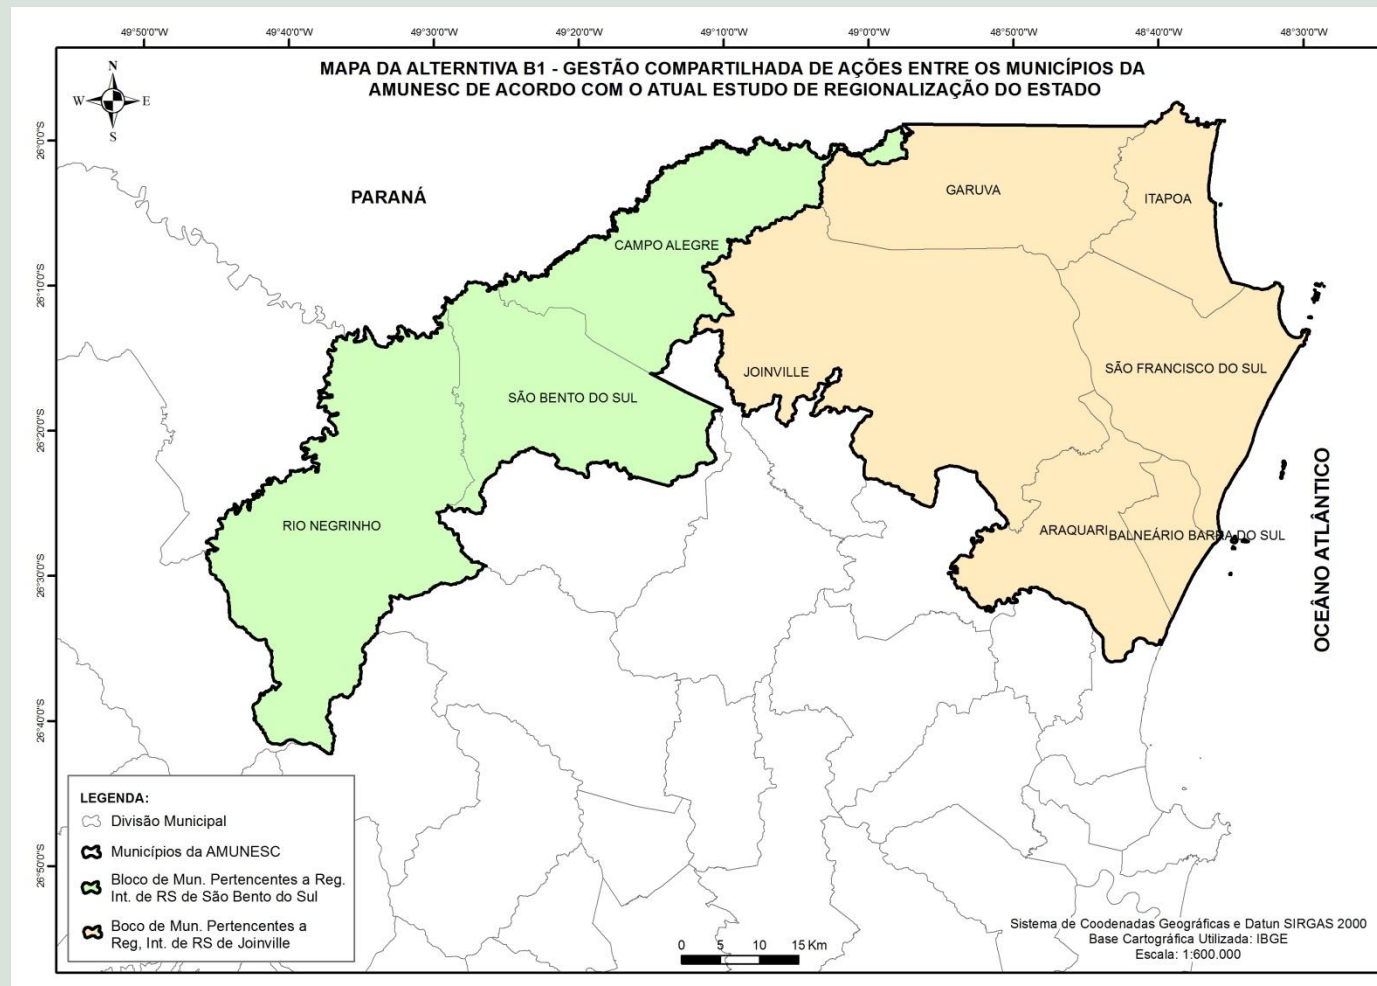 49°50'0"W 49°40'0"W 49°30'0"W 49°20'0"W 49°10'0"W 49°0'0"W 48°50'0"W 48°40'0"W 48°30'0"W
MAPA DA ALTERNTIVA B1 - GESTÃO COMPARTILHADA DE AÇÕES ENTRE OS MUNICÍPIOS DA
AMUNESC DE ACORDO COM O ATUAL ESTUDO DE REGIONALIZAÇÃO DO ESTADO
N
W E
S
26°0'0"S
26°10'0"S
26°20'0"S
26°30'0"S
26°40'0"S
26°50'0"S
PARANÁ
GARUVA
ITAPOA
CAMPO ALEGRE
JOINVILLE
SÃO FRANCISCO DO SUL
SÃO BENTO DO SUL
RIO NEGRINHO
ARAQUARI
BALNEÁRIO BARRA DO SUL
OCEÂNO ATLÂNTICO
LEGENDA:
Divisão Municipal
Municípios da AMUNESC
Bloco de Mun. Pertencentes a Reg.
Int. de RS de São Bento do Sul
Boco de Mun. Pertencentes a
Reg, Int. de RS de Joinville
0 5 10 15 Km
Sistema de Coodenadas Geográficas e Datun SIRGAS 2000
Base Cartográfica Utilizada: IBGE
Escala: 1:600.000